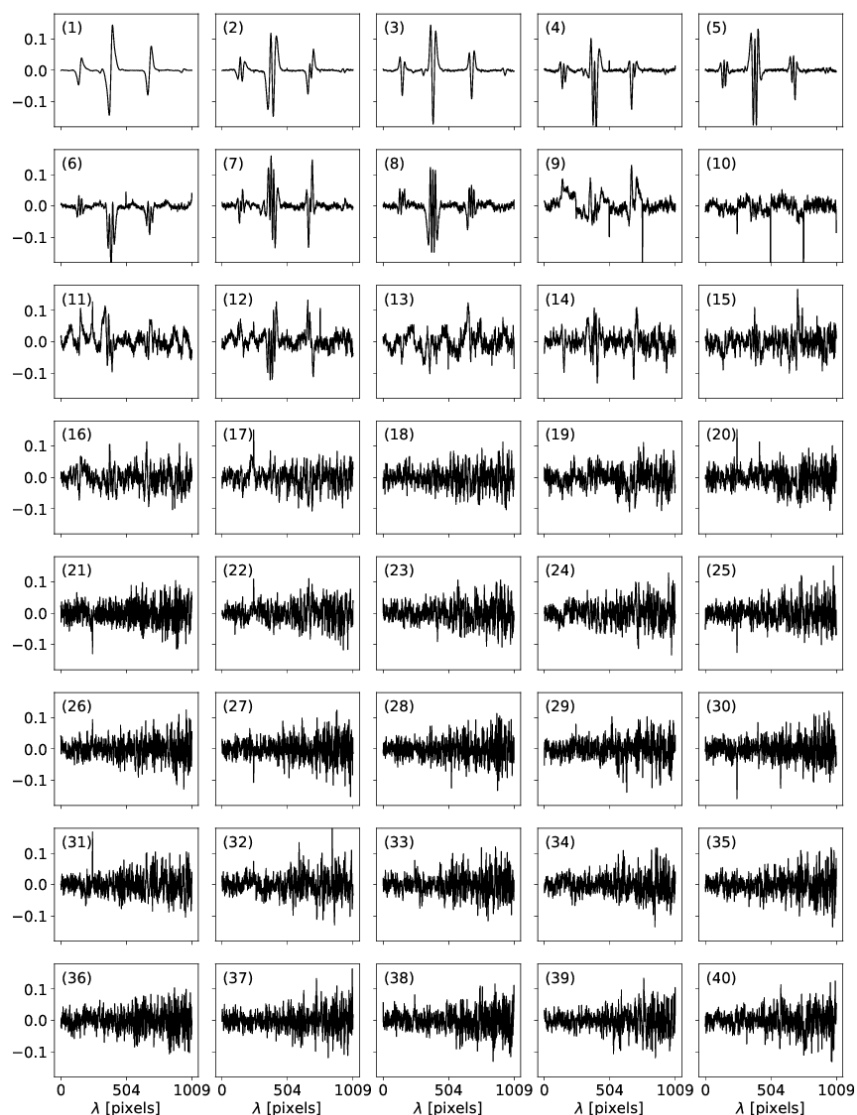 0.1 (1) (2) (3) (4) (5)
0.0
−0.1
0.1 (6) (7) (8) (9) (10)
0.0
−0.1
0.1 (11) (12) (13) (14) (15)
0.0
−0.1
0.1 (16) (17) (18) (19) (20)
0.0
−0.1
0.1 (21) (22) (23) (24) (25)
0.0
−0.1
0.1 (26) (27) (28) (29) (30)
0.0
−0.1
0.1 (31) (32) (33) (34) (35)
0.0
−0.1
0.1 (36) (37) (38) (39) (40)
0.0
−0.1
0 504 1009 0 504 1009 0 504 1009 0 504 1009 0 504 1009
λ [pixels] λ [pixels] λ [pixels] λ [pixels] λ [pixels]